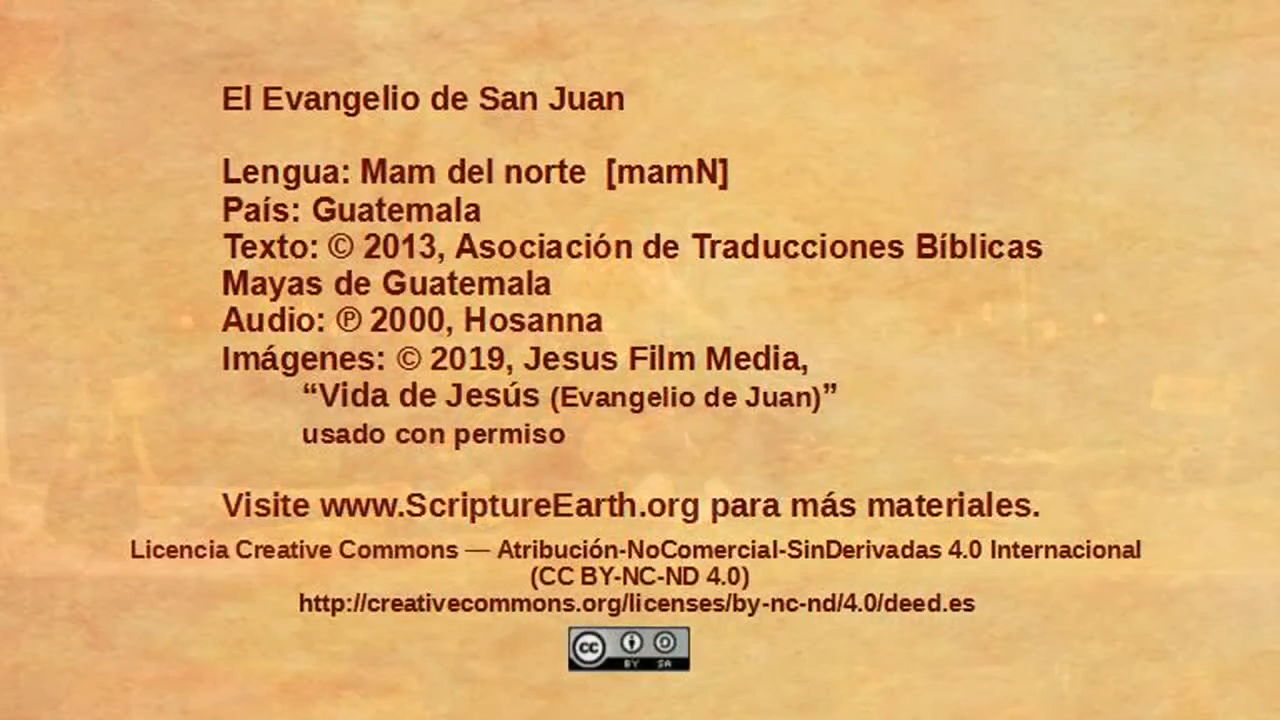 El Evangelio de San Juan
Lengua: Mam del norte [mamN]
País: Guatemala
Texto: © 2013, Asociación de Traducciones Bíblicas
Mayas de Guatemala
Audio: ℗ 2000, Hosanna
Imágenes: © 2019, Jesus Film Media,
“Vida de Jesús (Evangelio de Juan)”
usado con permiso
Visite www.ScriptureEarth.org para más materiales.
Licencia Creative Commons — Atribución-NoComercial-SinDerivadas 4.0 Internacional
(CC BY-NC-ND 4.0)
http://creativecommons.org/licenses/by-nc-nd/4.0/deed.es
cc BY SA